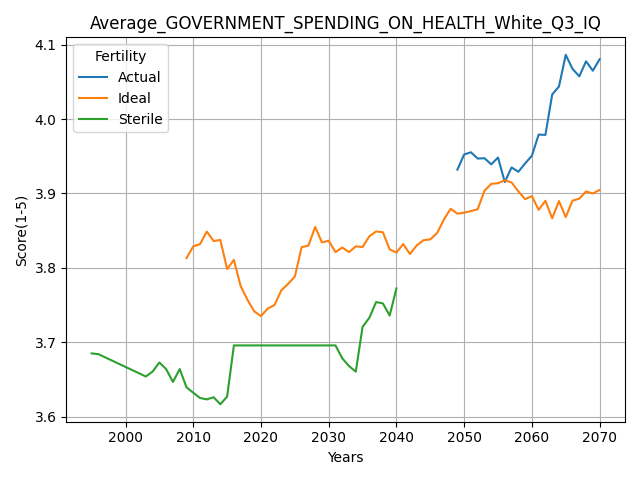 Average_GOVERNMENT_SPENDING_ON_HEALTH_White_Q3_IQ
Fertility
Actual
Ideal
Sterile
Score(1-5)
4.1
4.0
3.9
3.8
3.7
3.6
2000 2010 2020 2030 2040 2050 2060 2070
Years